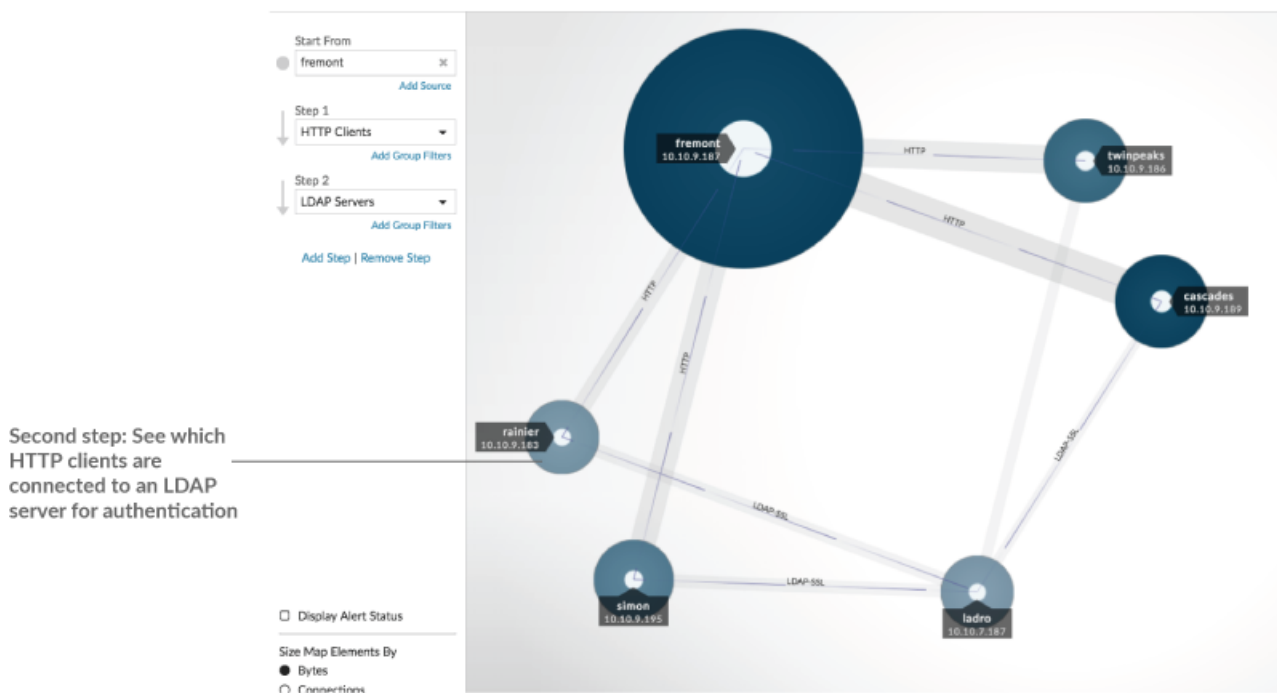 Start From
fremont
Add Source
Step 1
HTTP Clients
Add Group Filters
Step 2
LDAP Servers
Add Group Filters
Add Step | Remove Step
Second step: See which
HTTP clients are
connected to an LDAP
server for authentication
Display Alert Status
Size Map Elements By
Bytes
Connections
fremont
10.10.9.187
HTTP
twinpeaks
10.10.9.186
HTTP
cascades
10.10.9.189
HTTP
HTTP
rainier
10.10.9.183
LDAP-SSL
LDAP-SSL
simon
10.10.9.195
LDAP-SSL
ladro
10.10.7.187